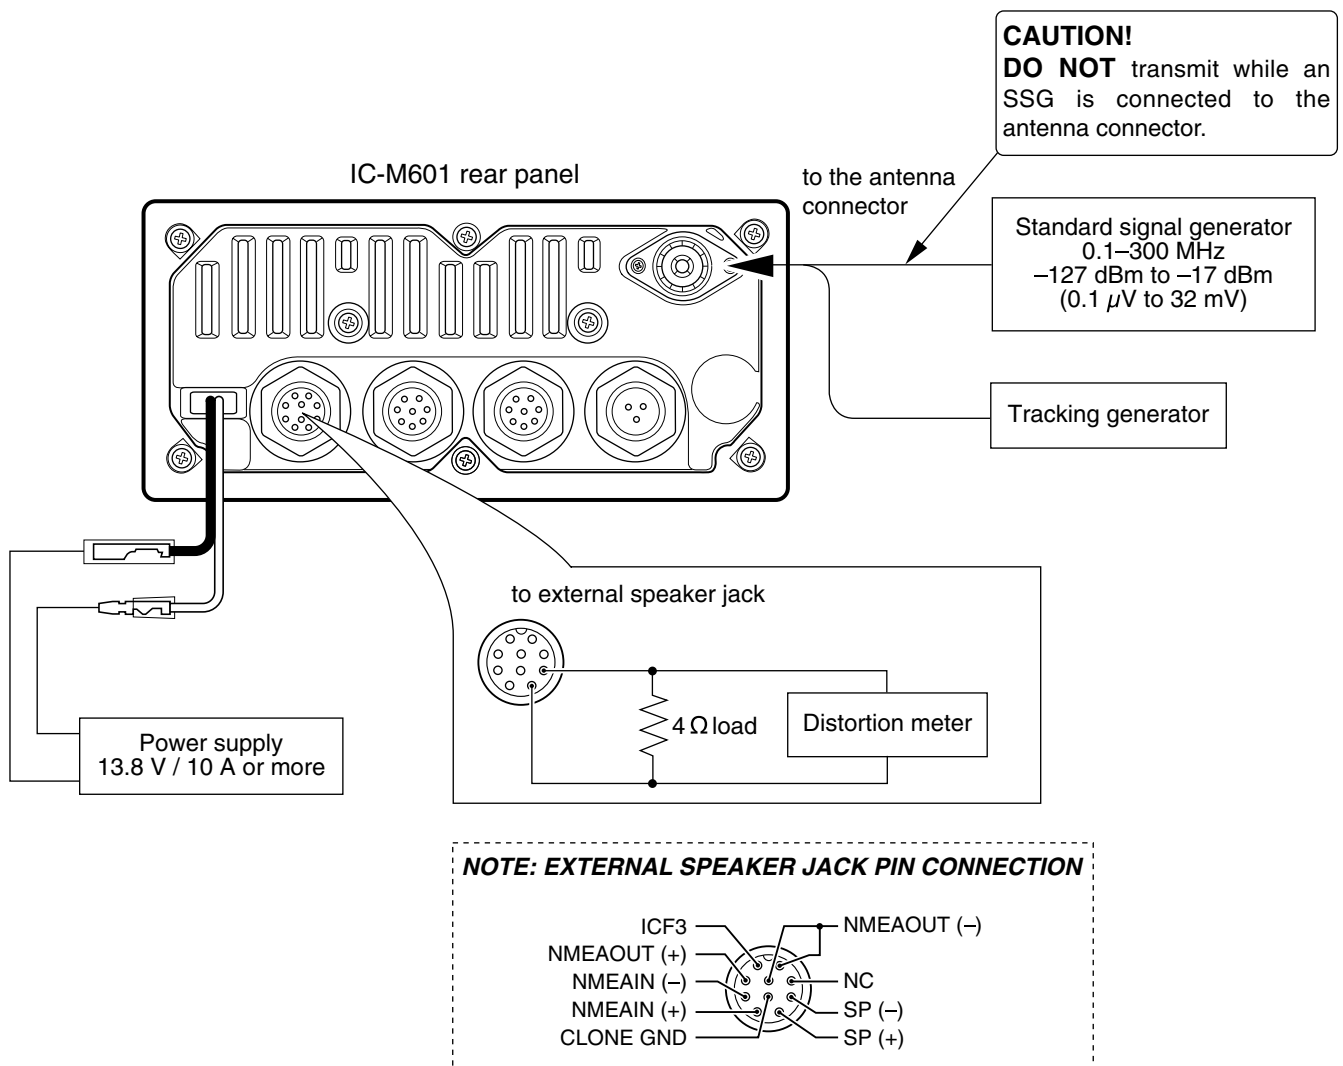 CAUTION!
DO NOT transmit while an
SSG is connected to the
antenna connector.
IC-M601 rear panel
to the antenna
connector
Standard signal generator
0.1–300 MHz
–127 dBm to –17 dBm
(0.1 µV to 32 mV)
Tracking generator
to external speaker jack
4 Ω load
Distortion meter
Power supply
13.8 V / 10 A or more
NOTE: EXTERNAL SPEAKER JACK PIN CONNECTION
ICF3
NMEAOUT (+)
NMEAIN (–)
NMEAIN (+)
CLONE GND
NMEAOUT (–)
NC
SP (–)
SP (+)